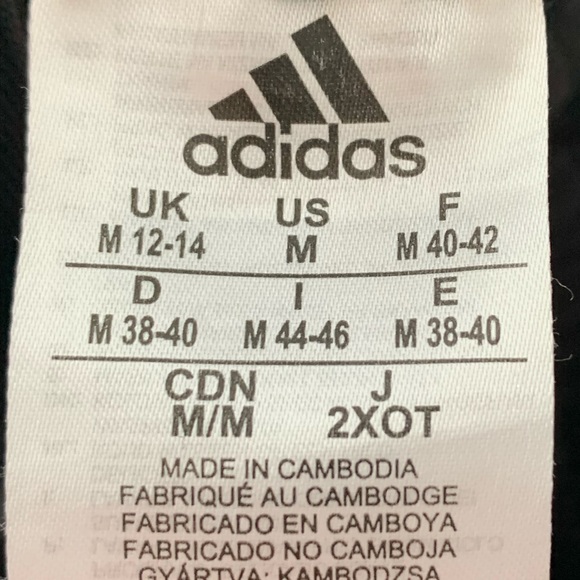 adidas
UK US F
M 12-14 M M 40-42
D I E
M 38-40 M 44-46 M 38-40
CDN J
M/M 2XOT
MADE IN CAMBODIA
FABRIQUÉ AU CAMBODGE
FABRICADO EN CAMBOYA
FABRICADO NO CAMBOJA
GYÁRTVA: KAMBODZSA